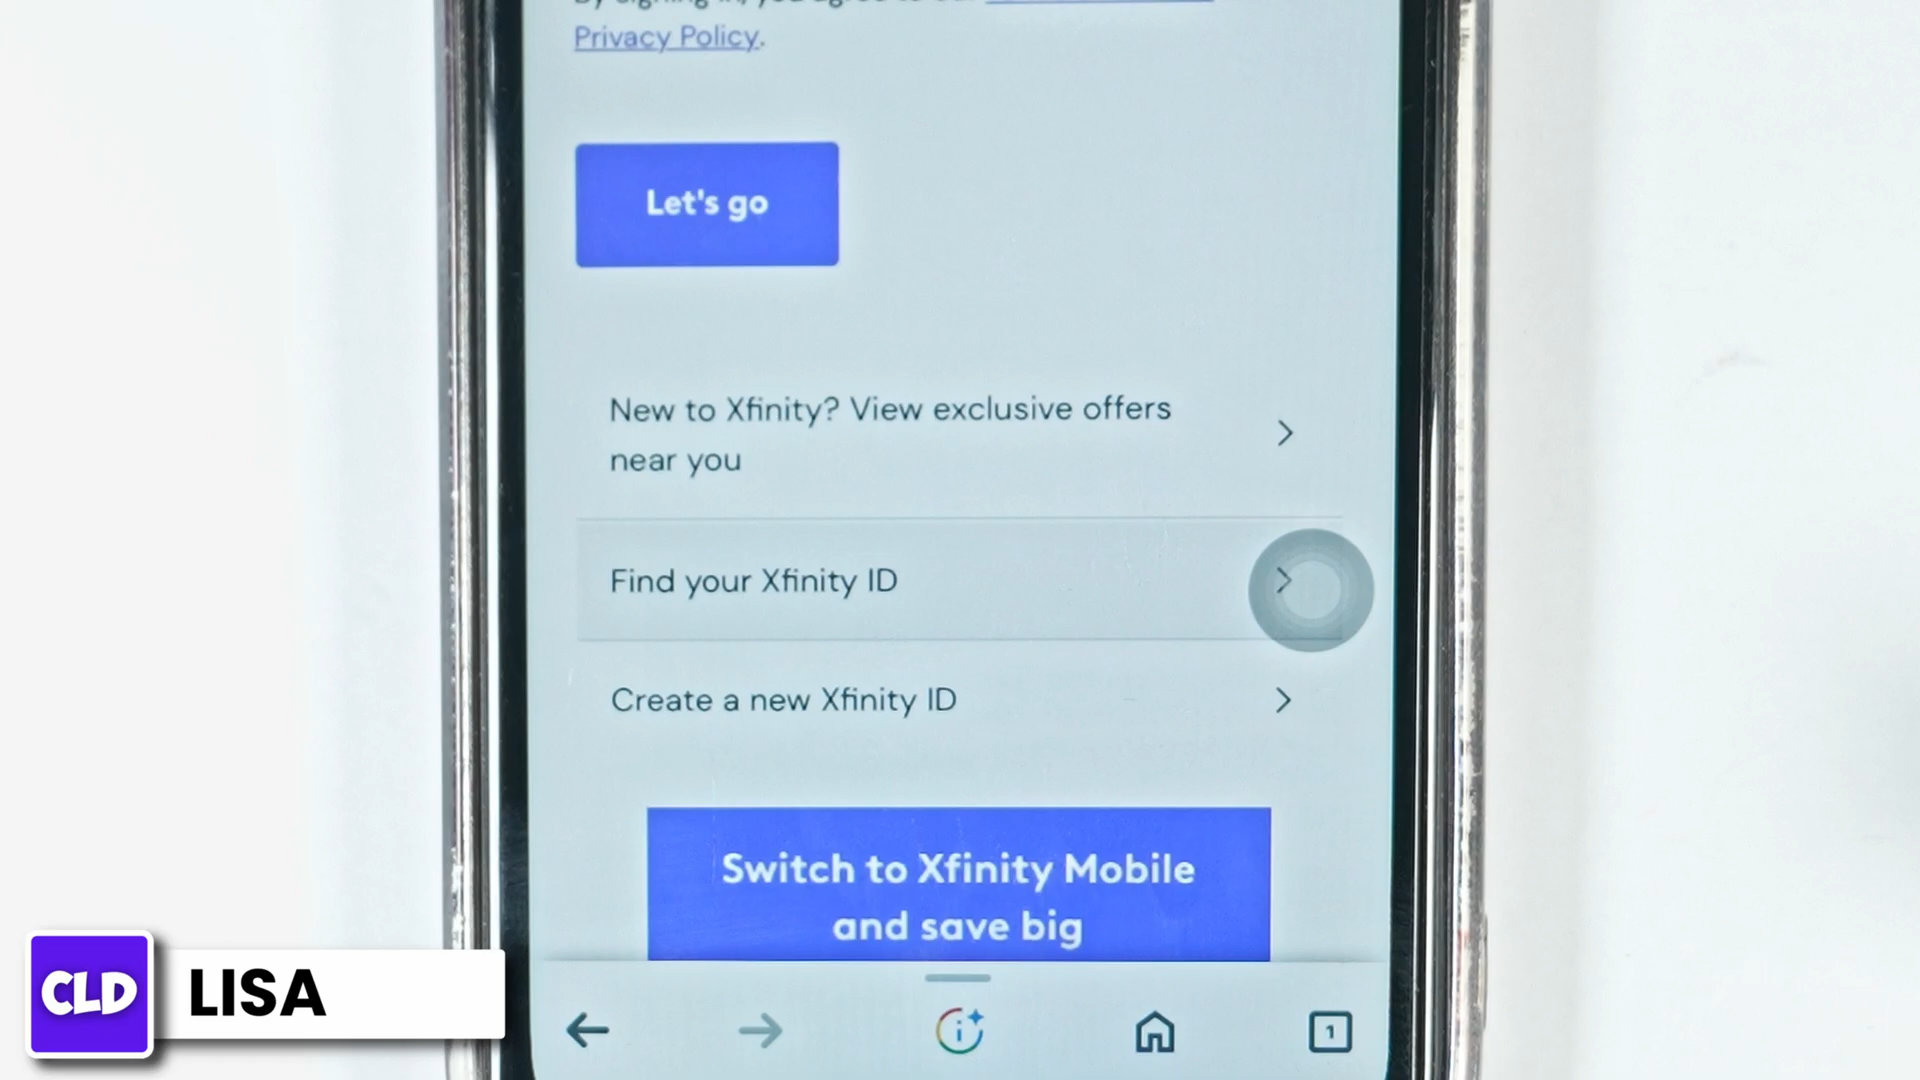 Privacy Policy.
Let's go
New to Xfinity? View exclusive offers
near you
Find your Xfinity ID
Create a new Xfinity ID
Switch to Xfinity Mobile
and save big
1
CLD LISA